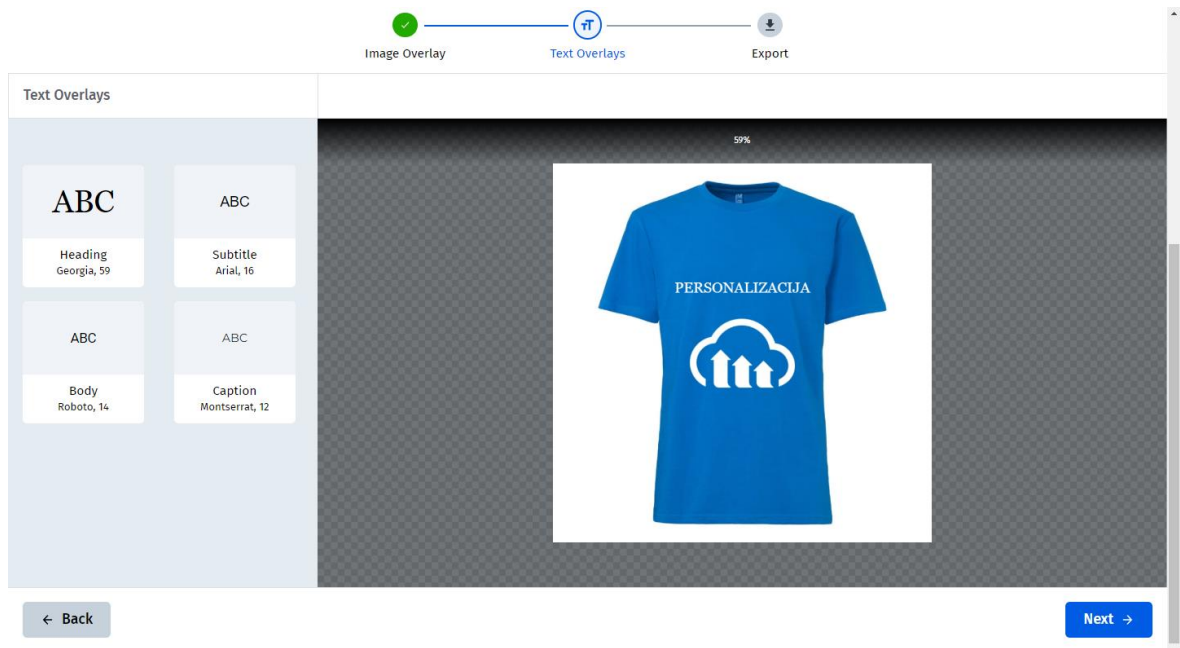 Image Overlay
Text Overlays
Export
Text Overlays
59%
ABC
Heading
Georgia, 59
ABC
Subtitle
Arial, 16
ABC
Body
Roboto, 14
ABC
Caption
Montserrat, 12
PERSONALIZACIJA
← Back
Next →